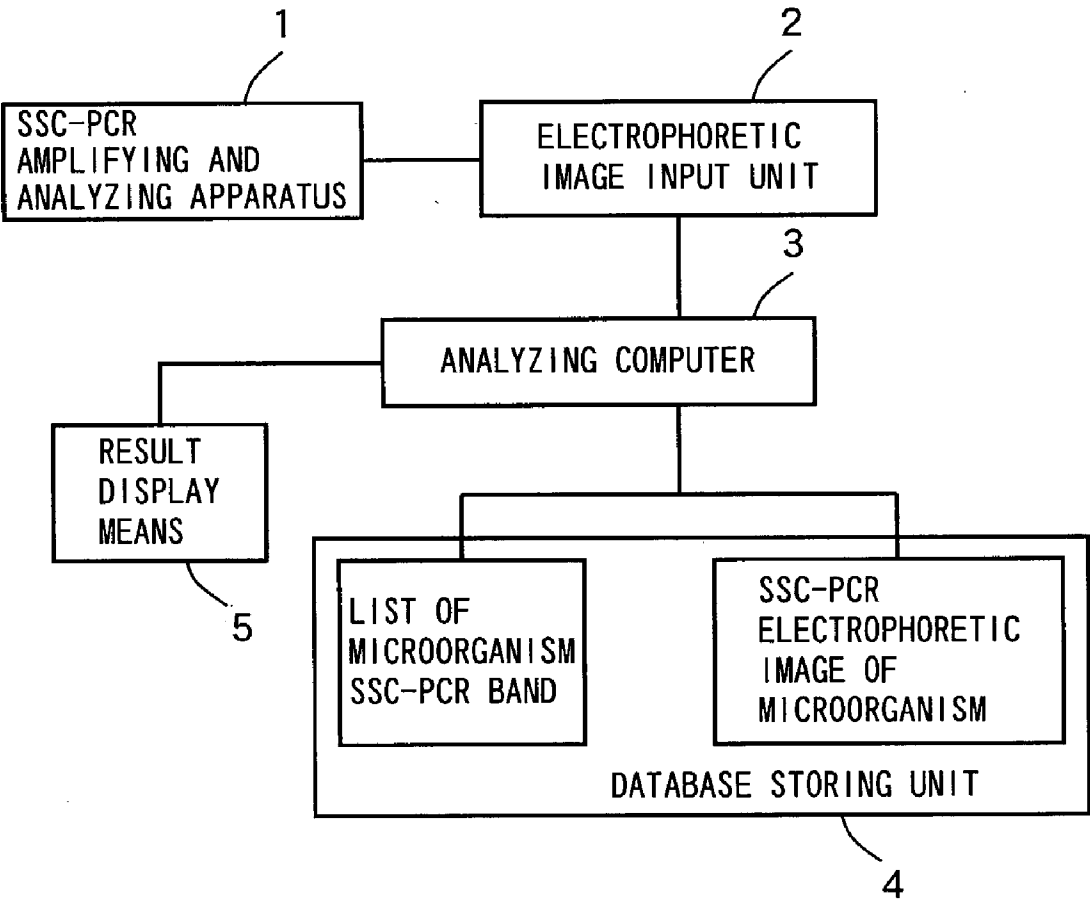 1
2
SSC-PCR
AMPLIFYING AND
ANALYZING APPARATUS
ELECTROPHORETIC
IMAGE INPUT UNIT
3
ANALYZING COMPUTER
RESULT
DISPLAY
MEANS
5
LIST OF
MICROORGANISM
SSC-PCR BAND
SSC-PCR
ELECTROPHORETIC
IMAGE OF
MICROORGANISM
DATABASE STORING UNIT
4